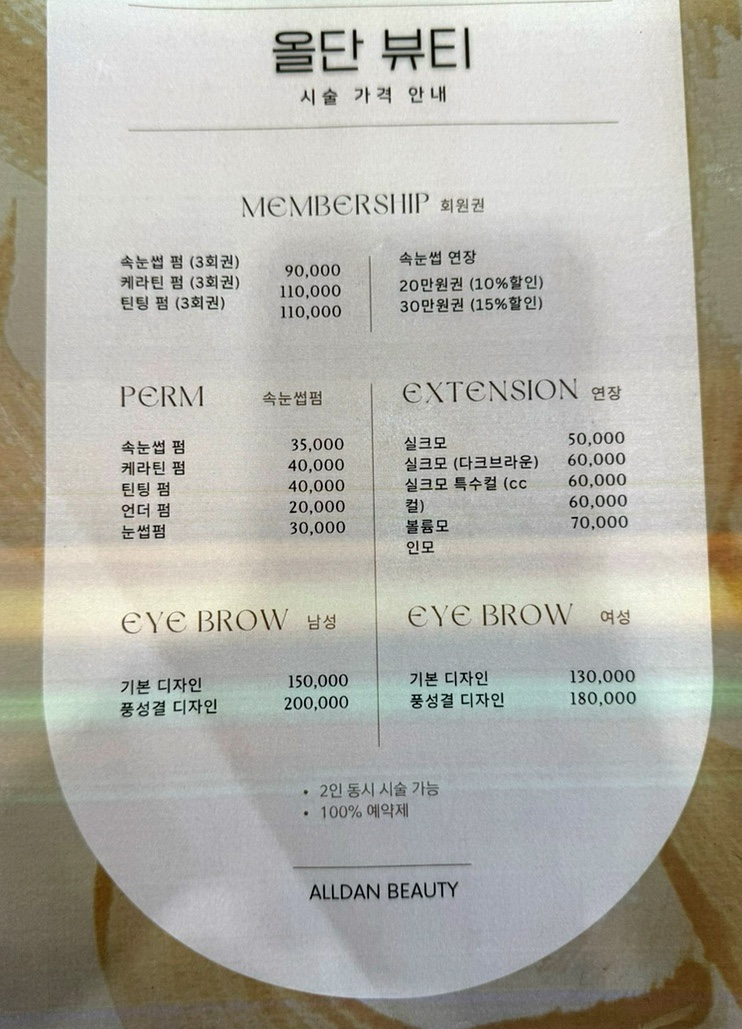 올단 뷰티
시술 가격 안내
MEMBERSHIP 회원권
속눈썹 펌 (3회권) 90,000
케라틴 펌 (3회권) 110,000
틴팅 펌 (3회권) 110,000
속눈썹 연장
20만원권 (10%할인)
30만원권 (15%할인)
PERM 속눈썹펌
속눈썹 펌 35,000
케라틴 펌 40,000
틴팅 펌 40,000
언더 펌 20,000
눈썹펌 30,000
EXTENSION 연장
실크모 50,000
실크모 (다크브라운) 60,000
실크모 특수컬 (cc 60,000
컬) 60,000
볼륨모 70,000
인모
EYE BROW 남성
기본 디자인 150,000
풍성결 디자인 200,000
EYE BROW 여성
기본 디자인 130,000
풍성결 디자인 180,000
• 2인 동시 시술 가능
• 100% 예약제
ALLDAN BEAUTY